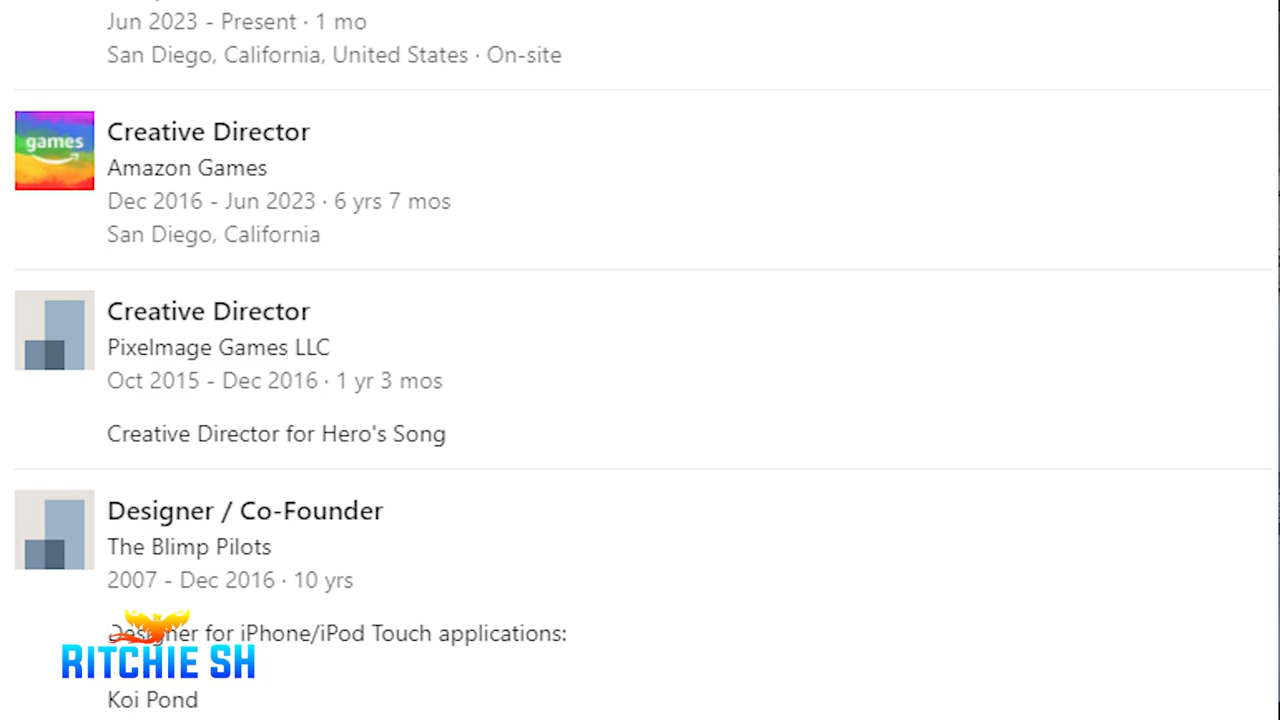 Jun 2023 - Present · 1 mo
San Diego, California, United States · On-site
games
Creative Director
Amazon Games
Dec 2016 - Jun 2023 · 6 yrs 7 mos
San Diego, California
Creative Director
PixeImage Games LLC
Oct 2015 - Dec 2016 · 1 yr 3 mos
Creative Director for Hero's Song
Designer / Co-Founder
The Blimp Pilots
2007 - Dec 2016 · 10 yrs
Designer for iPhone/iPod Touch applications:
RITCHIE SH
Koi Pond